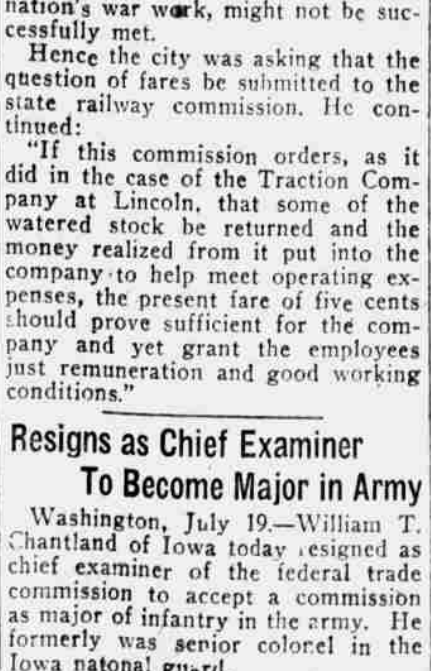 nation's war work, might not be suc-
cessfully met.
Hence the city was asking that the
question of fares be submitted to the
state railway commission. He con-
tinued:
"If this commission orders, as it
did in the case of the Traction Com-
pany at Lincoln, that some of the
watered stock be returned and the
money realized from it put into the
company to help meet operating ex-
penses, the present fare of five cents
should prove sufficient for the com-
pany and yet grant the employees
just remuneration and good working
conditions."
Resigns as Chief Examiner
To Become Major in Army
Washington, July 19.—William T.
Chantland of Iowa today resigned as
chief examiner of the federal trade
commission to accept a commission
as major of infantry in the army. He
formerly was senior colonel in the
Iowa natonal guard